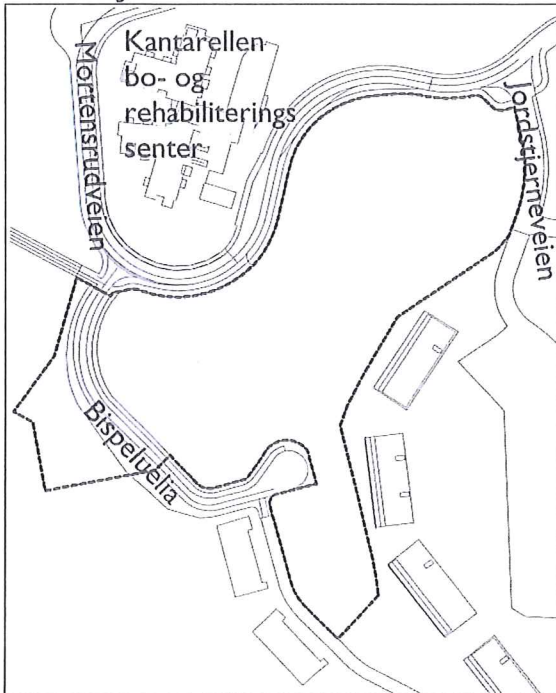 Mortensrudveien
Kantarellen
bo- og
rehabiliterings
senter
Jordstjerneveien
Bispeluelia